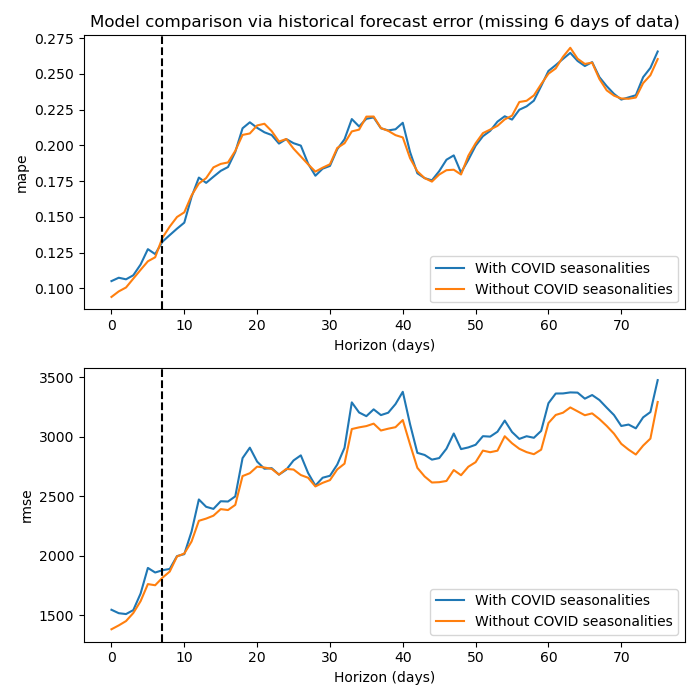 Model comparison via historical forecast error (missing 6 days of data)
0.275
0.250
0.225
0.200
0.175
0.150
0.125
0.100
mape
With COVID seasonalities
Without COVID seasonalities
0 10 20 30 40 50 60 70
Horizon (days)
3500
3000
2500
2000
1500
rmse
With COVID seasonalities
Without COVID seasonalities
0 10 20 30 40 50 60 70
Horizon (days)